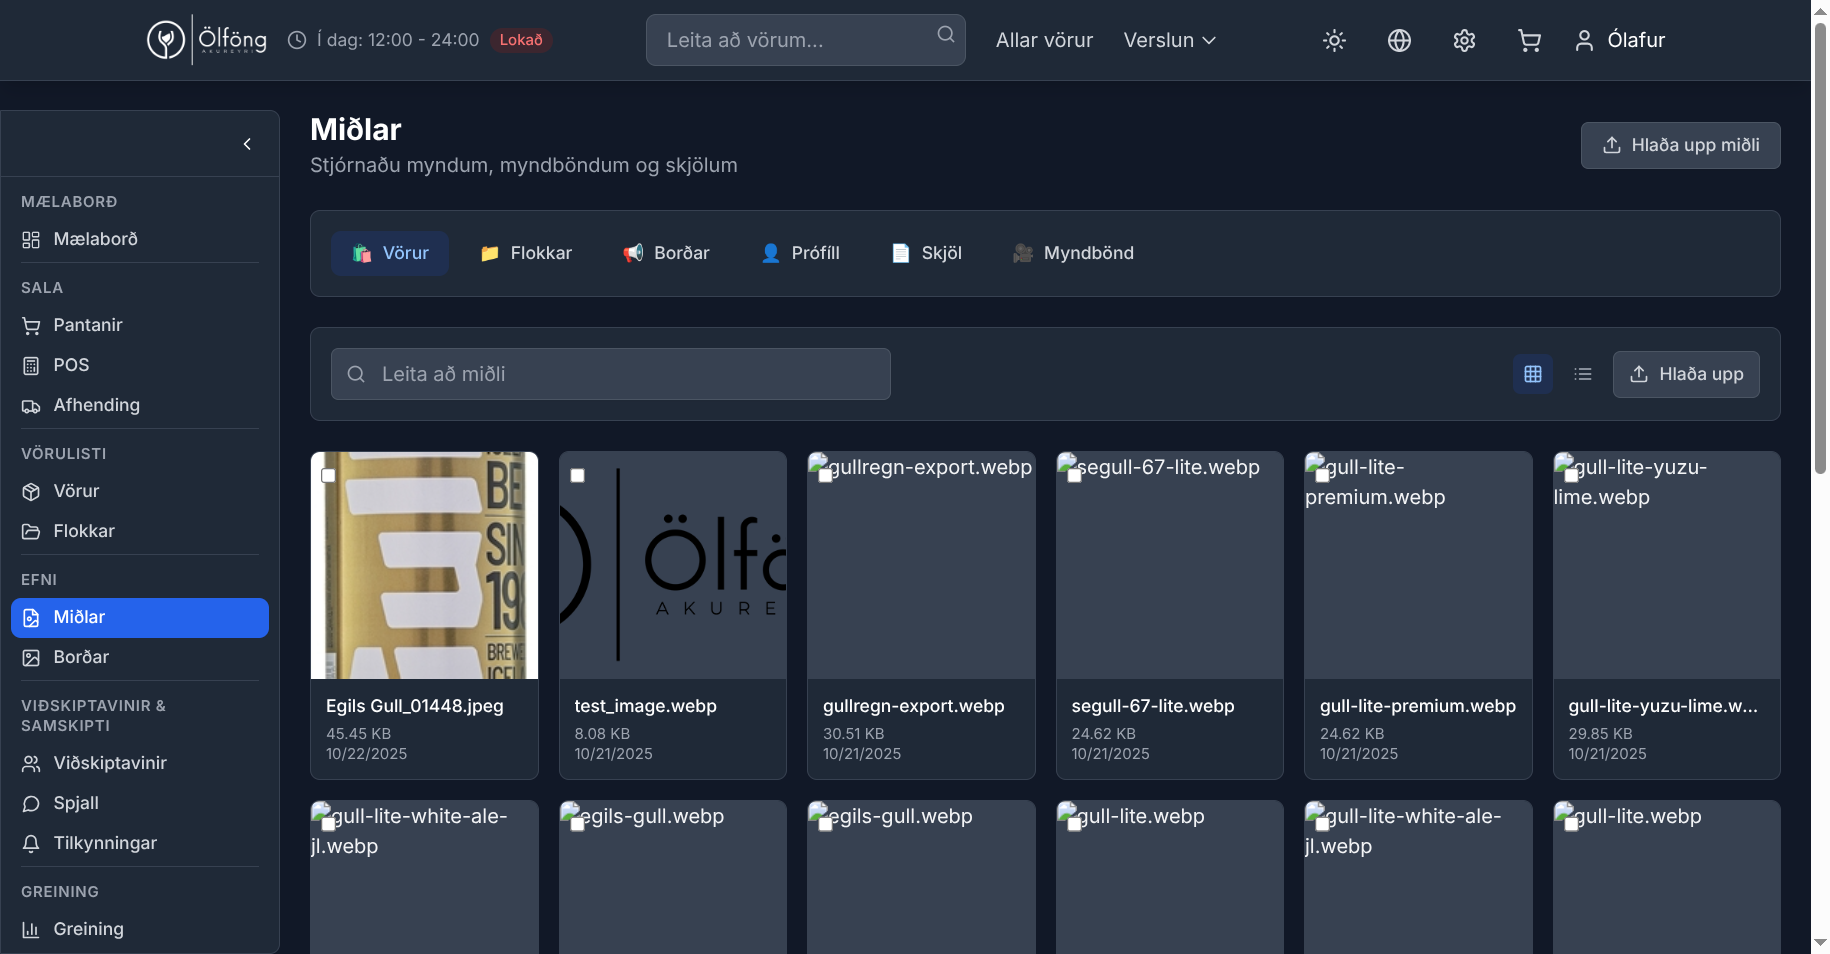 Ölföng
Í dag: 12:00 - 24:00
Lokað
Leita að vörum...
Allar vörur
Verslun
Ólafur
MÆLABORÐ
Mælaborð
SALA
Pantanir
POS
Afhending
VÖRULISTI
Vörur
Flokkar
EFNI
Miðlar
Borðar
VIÐSKIPTAVINIR &
SAMSKIPTI
Viðskiptavinir
Spjall
Tilkynningar
GREINING
Greining
Miðlar
Stjórnaðu myndum, myndböndum og skjölum
Hlaða upp miðli
Vörur
Flokkar
Borðar
Prófíll
Skjöl
Myndbönd
Leita að miðli
Hlaða upp
BE
SIN
198
BREWE
ICELA
Egils Gull_01448.jpeg
45.45 KB
10/22/2025
Ölfö
AKURE
test_image.webp
8.08 KB
10/21/2025
gullregn-export.webp
gullregn-export.webp
30.51 KB
10/21/2025
segull-67-lite.webp
segull-67-lite.webp
24.62 KB
10/21/2025
gull-lite-
premium.webp
gull-lite-premium.webp
24.62 KB
10/21/2025
gull-lite-yuzu-
lime.webp
gull-lite-yuzu-lime.w...
29.85 KB
10/21/2025
gull-lite-white-ale-
jl.webp
egils-gull.webp
egils-gull.webp
gull-lite.webp
gull-lite-white-ale-
jl.webp
gull-lite.webp